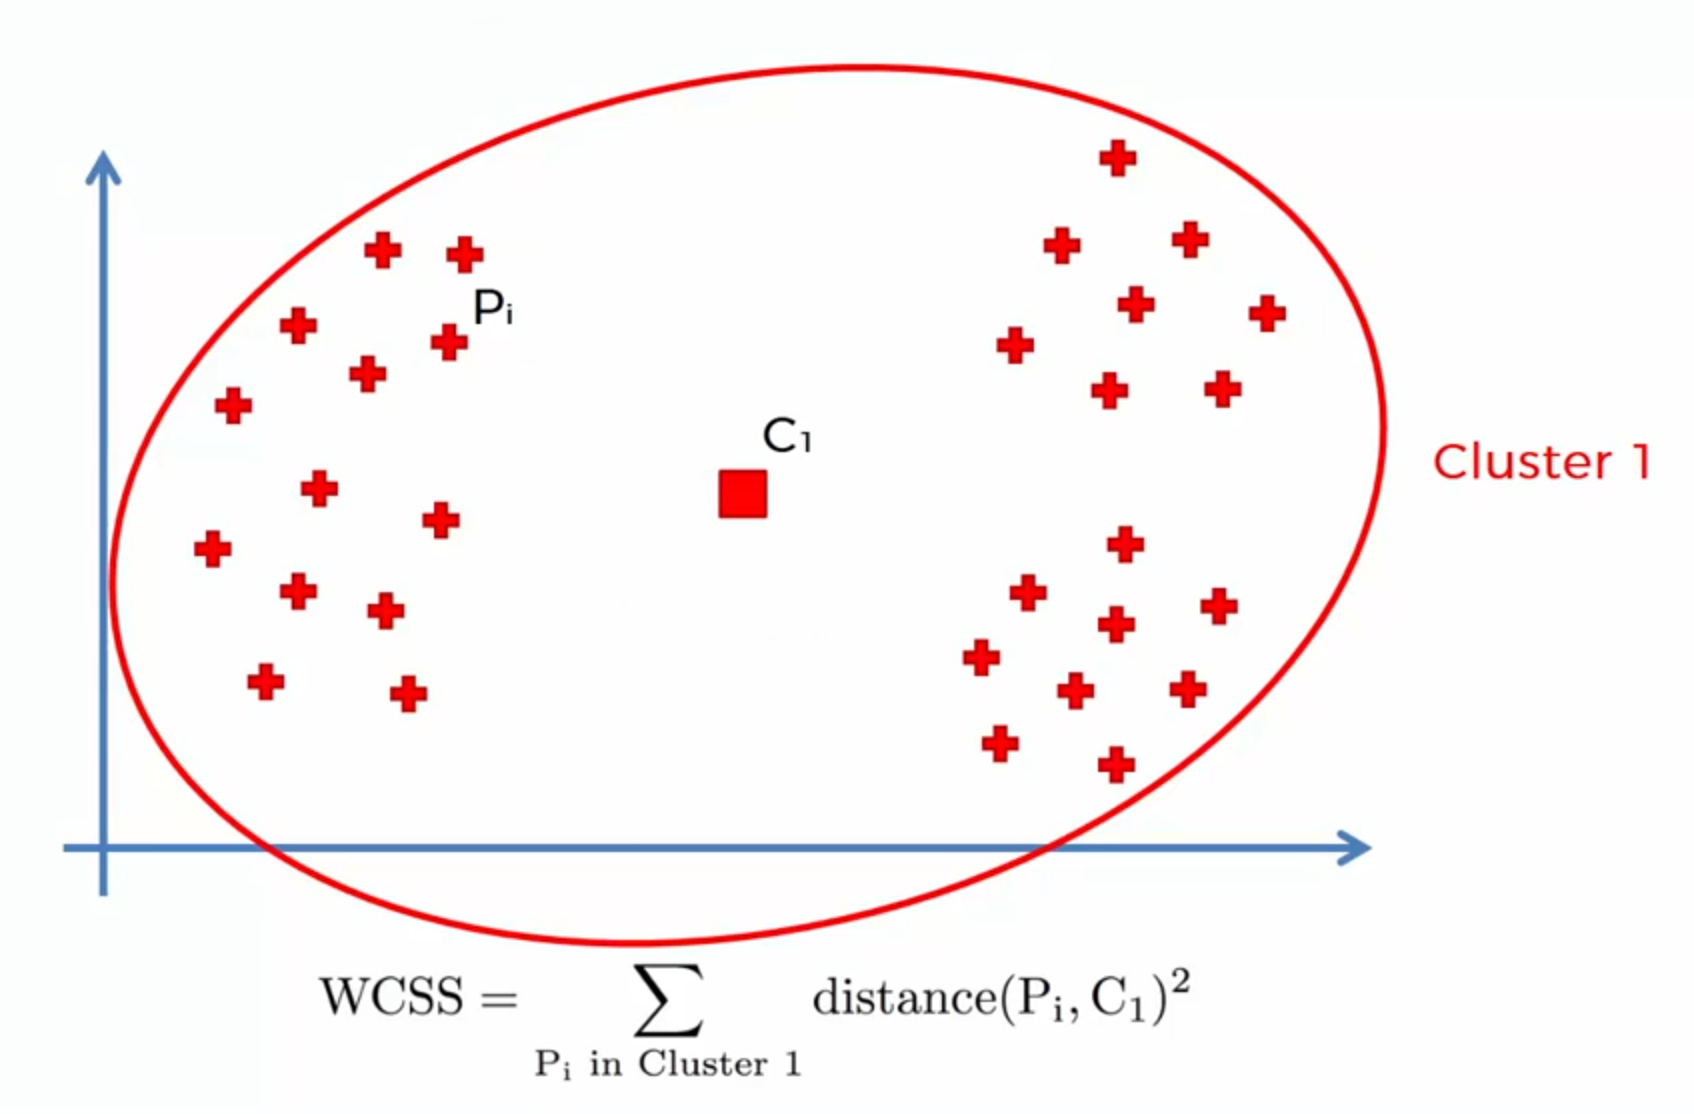 Pᵢ
C₁
Cluster 1
WCSS = ∑ distance(Pᵢ, C₁)²
Pᵢ in Cluster 1